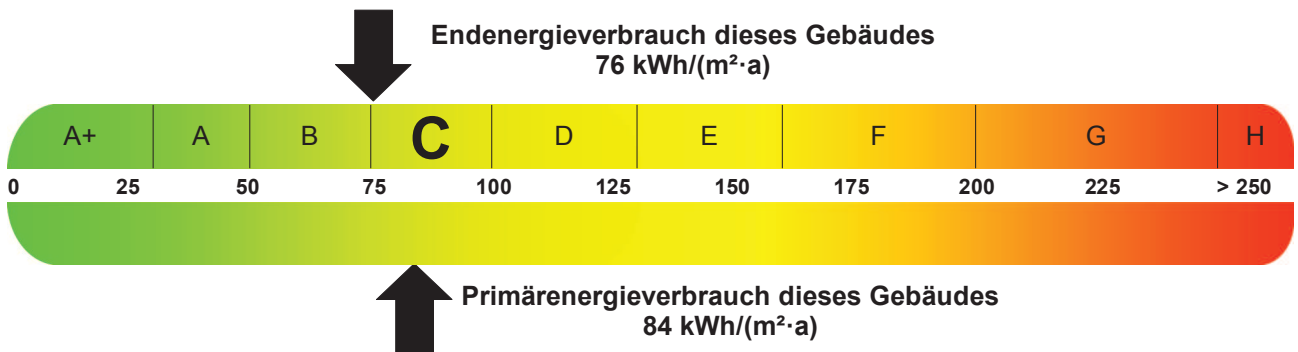 Endenergieverbrauch dieses Gebäudes
76 kWh/(m²·a)
A+ A B C D E F G H
0 25 50 75 100 125 150 175 200 225 > 250
Primärenergieverbrauch dieses Gebäudes
84 kWh/(m²·a)